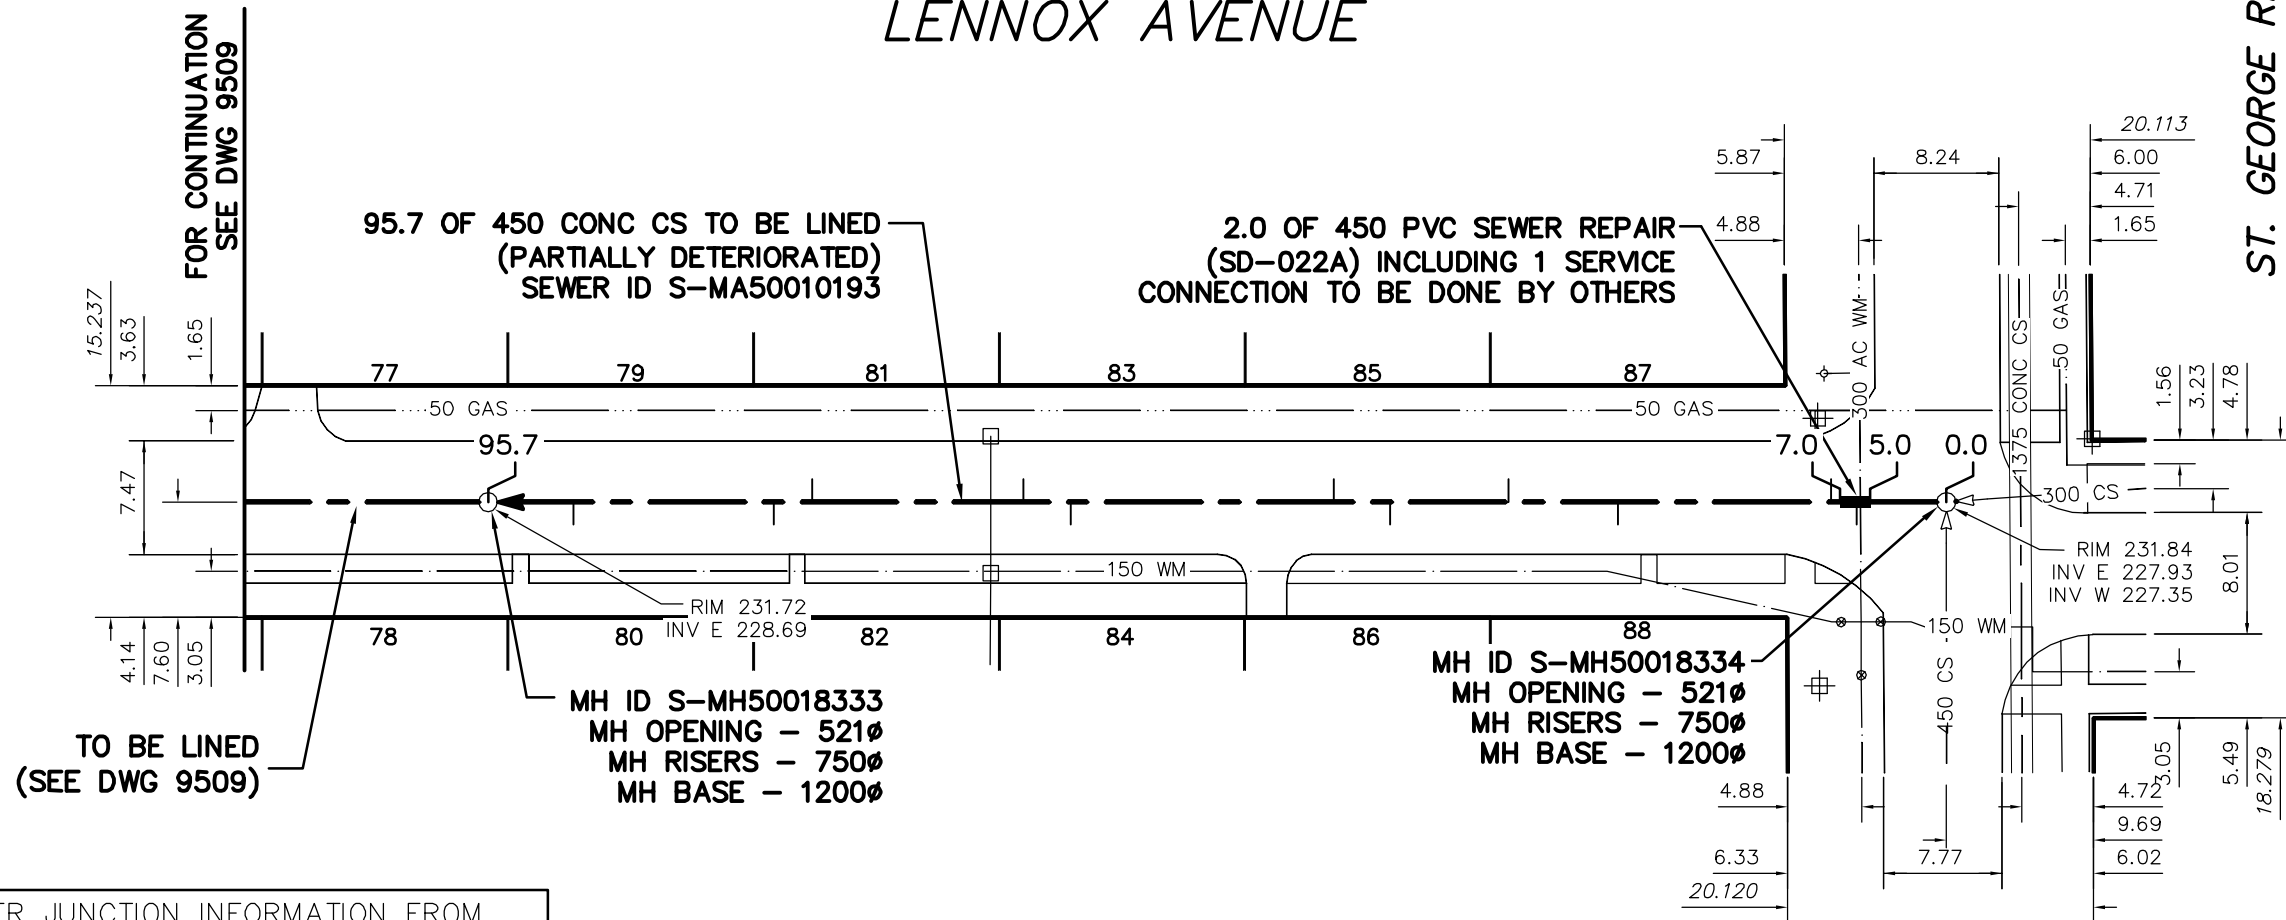 LENNOX AVENUE
ST. GEORGE
FOR CONTINUATION
SEE DWG 9509
95.7 OF 450 CONC CS TO BE LINED
(PARTIALLY DETERIORATED)
SEWER ID S-MA50010193
2.0 OF 450 PVC SEWER REPAIR
(SD-022A) INCLUDING 1 SERVICE
CONNECTION TO BE DONE BY OTHERS
20.113
5.87
8.24
6.00
4.71
4.88
1.65
15.237
3.63
1.65
300 AC WM
1375 CONC CS
50 GAS
77
79
81
83
85
87
1.56
3.23
4.78
50 GAS
50 GAS
95.7
7.0
5.0
0.0
7.47
300 CS
RIM 231.84
INV E 227.93
INV W 227.35
8.01
150 WM
RIM 231.72
INV E 228.69
150 WM
78
80
82
84
86
88
4.14
7.60
3.05
MH ID S-MH50018333
MH OPENING - 521ø
MH RISERS - 750ø
MH BASE - 1200ø
MH ID S-MH50018334
MH OPENING - 521ø
MH RISERS - 750ø
MH BASE - 1200ø
450 CS
TO BE LINED
(SEE DWG 9509)
3.05
5.49
18.279
4.88
4.72
9.69
6.33
7.77
6.02
20.120
JUNCTION INFORMATION FROM